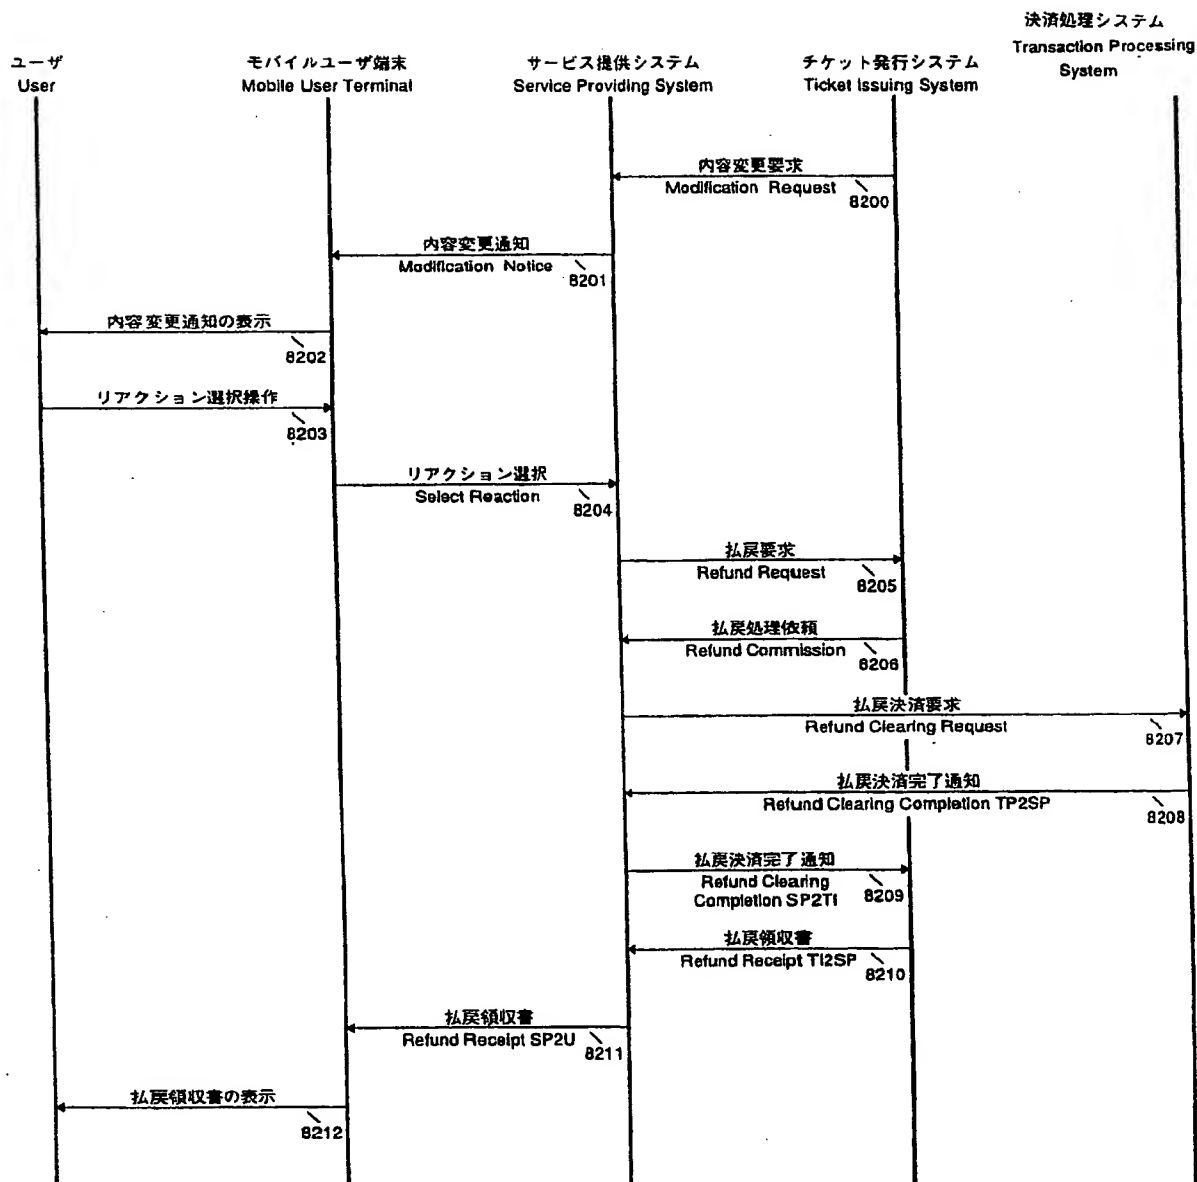 決済処理システム
Transaction Processing
System
ユーザ
User
モバイルユーザ端末
Mobile User Terminal
サービス提供システム
Service Providing System
チケット発行システム
Ticket Issuing System
内容変更要求
Modification Request
8200
内容変更通知
Modification Notice
8201
内容変更通知の表示
8202
リアクション選択操作
8203
リアクション選択
Select Reaction
8204
払戻要求
Refund Request
8205
払戻処理依頼
Refund Commission
8206
払戻決済要求
Refund Clearing Request
8207
払戻決済完了通知
Refund Clearing Completion TP2SP
8208
払戻決済完了通知
Refund Clearing
Completion SP2TI
8209
払戻領収書
Refund Receipt TI2SP
8210
払戻領収書
Refund Receipt SP2U
8211
払戻領収書の表示
8212